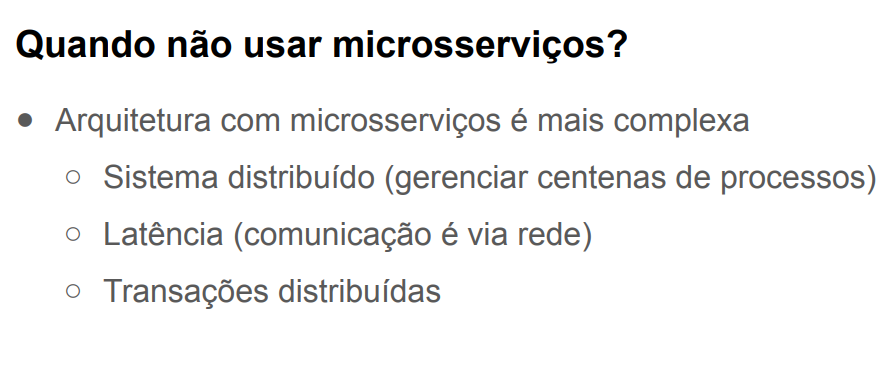 Quando não usar microsserviços?
● Arquitetura com microsserviços é mais complexa
○ Sistema distribuído (gerenciar centenas de processos)
○ Latência (comunicação é via rede)
○ Transações distribuídas